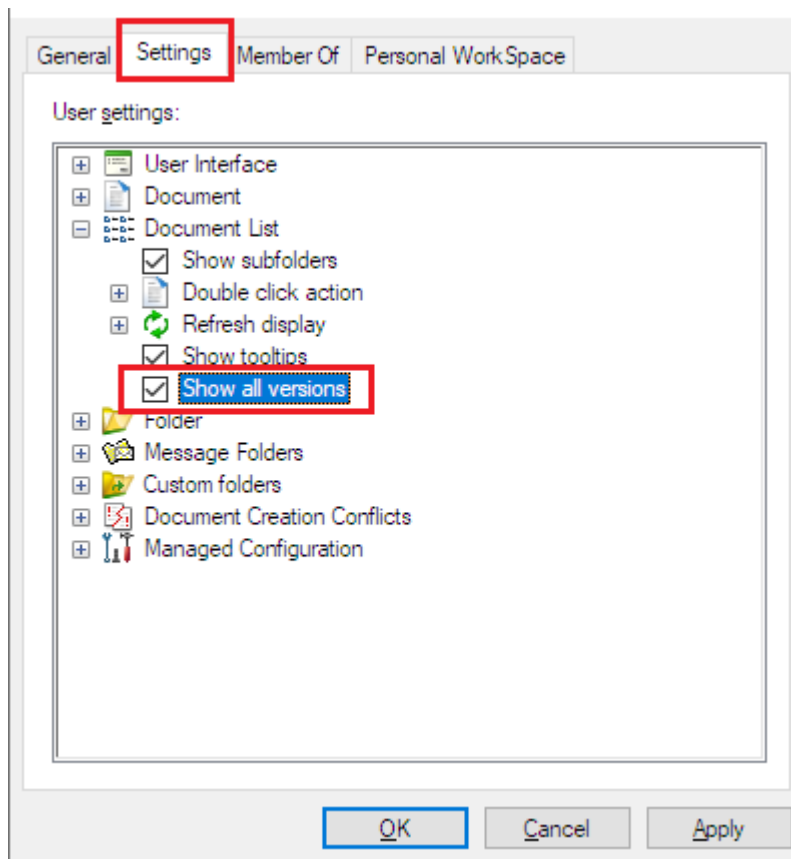 General Settings Member Of Personal WorkSpace
User settings:
User Interface
Document
Document List
Show subfolders
Double click action
Refresh display
Show tooltips
Show all versions
Folder
Message Folders
Custom folders
Document Creation Conflicts
Managed Configuration
OK Cancel Apply